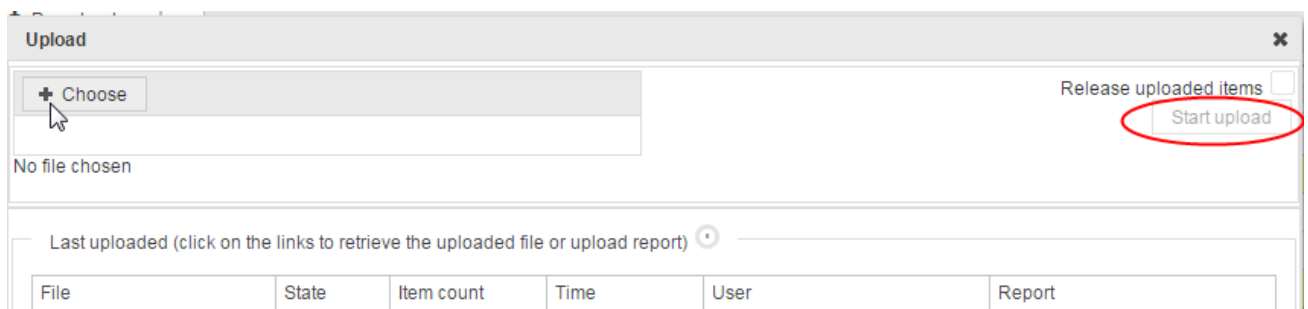 Upload
Choose
Release uploaded items
Start upload
No file chosen
Last uploaded (click on the links to retrieve the uploaded file or upload report)
File State Item count Time User Report